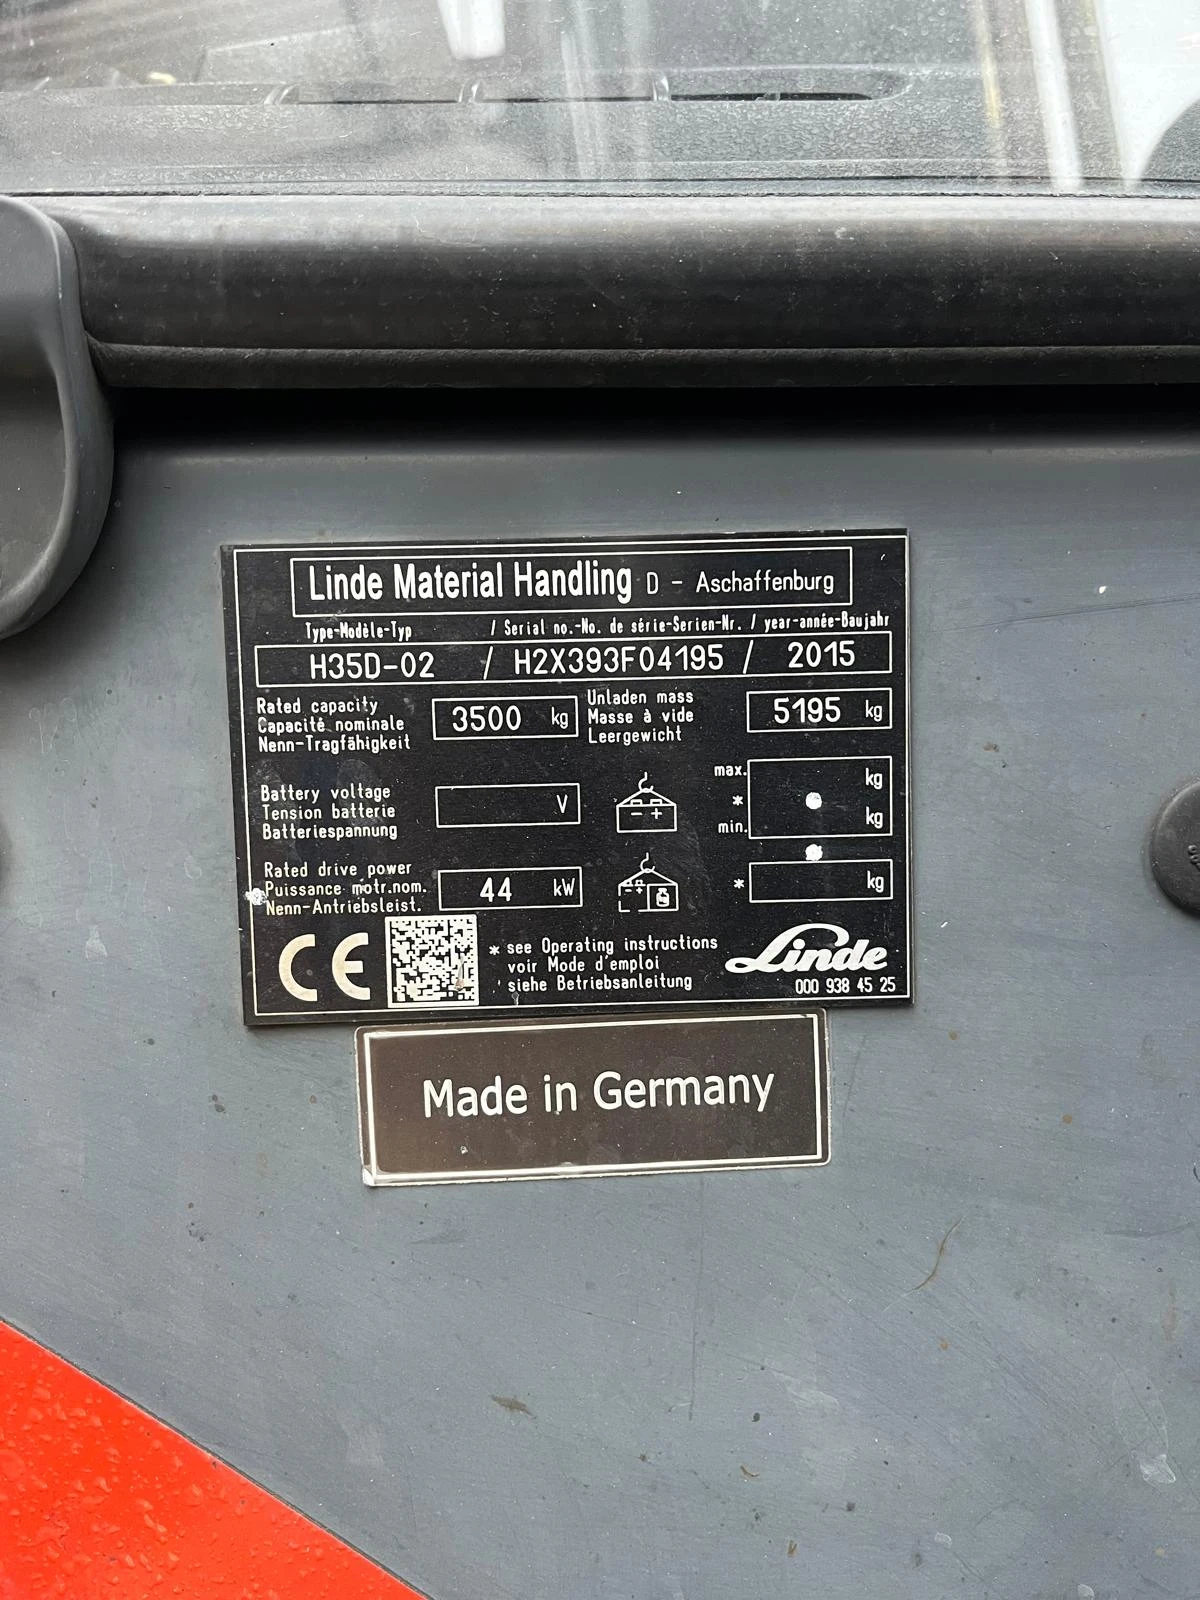 Linde Material Handling D - Aschaffenburg
Type-Modèle-Typ / Serial no.-No. de série-Serien-Nr. / year-année-Baujahr
H35D-02 / H2X393F04195 / 2015
Rated capacity
Capacité nominale
Nenn-Tragfähigkeit
3500 kg
Unladen mass
Masse à vide
Leergewicht
5195 kg
Battery voltage
Tension batterie
Batteriespannung
V
- +
max. kg
*
min. kg
Rated drive power
Puissance motr.nom.
Nenn-Antriebsleist.
44 kW
- +
* kg
CE
* see Operating instructions
voir Mode d'emploi
siehe Betriebsanleitung
Linde
000 938 45 25
Made in Germany